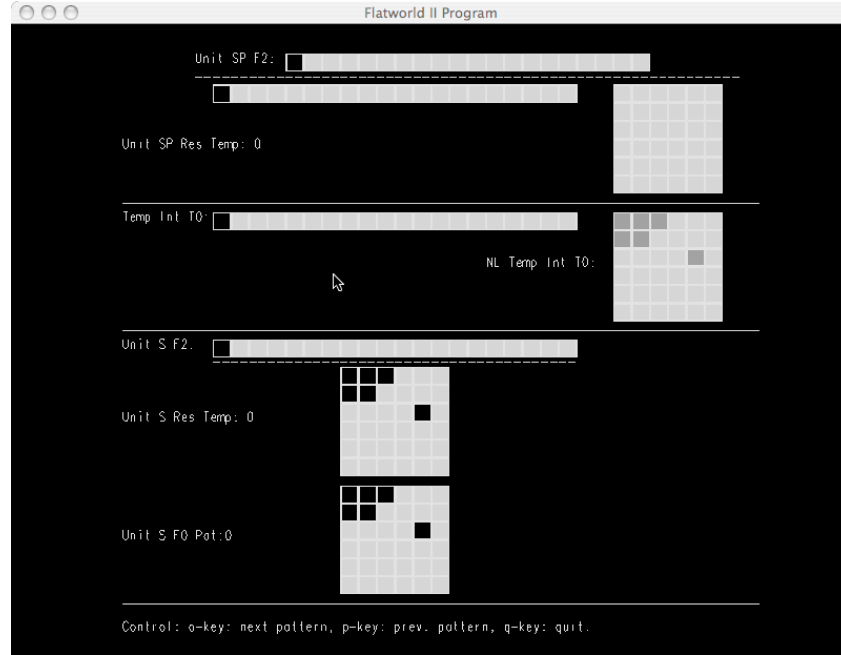 Flatworld II Program
Unit SP F2:
Unit SP Res Temp: 0
Temp Int T0:
NL Temp Int T0:
Unit S F2.
Unit S Res Temp: 0
Unit S F0 Pat:0
Control: o-key: next pattern, p-key: prev. pattern, q-key: quit.